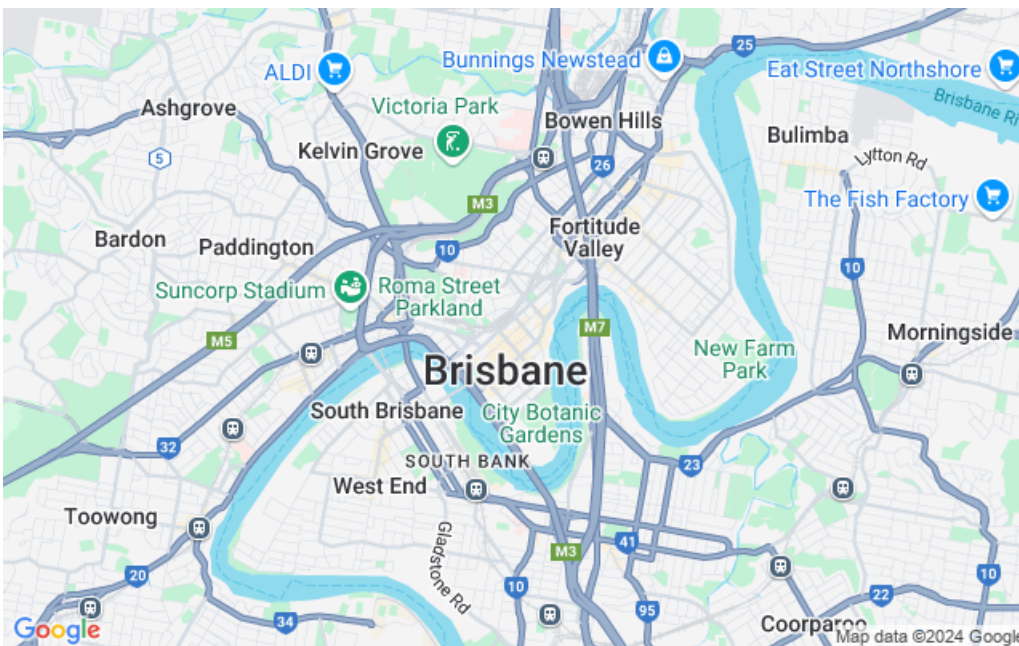 25
Bunnings Newstead
ALDI
Eat Street Northshore
Brisbane Ri
Ashgrove
Victoria Park
Bowen Hills
Bulimba
Kelvin Grove
5
26
Lytton Rd
The Fish Factory
M3
Bardon
Paddington
10
Fortitude
Valley
10
Suncorp Stadium
Roma Street
Parkland
M5
M7
Morningside
New Farm
Park
Brisbane
South Brisbane
City Botanic
Gardens
32
SOUTH BANK
23
West End
Toowong
Gladstone Rd
41
M3
20
10
10
22
95
34
Coorparoo
Google
Map data ©2024 Google